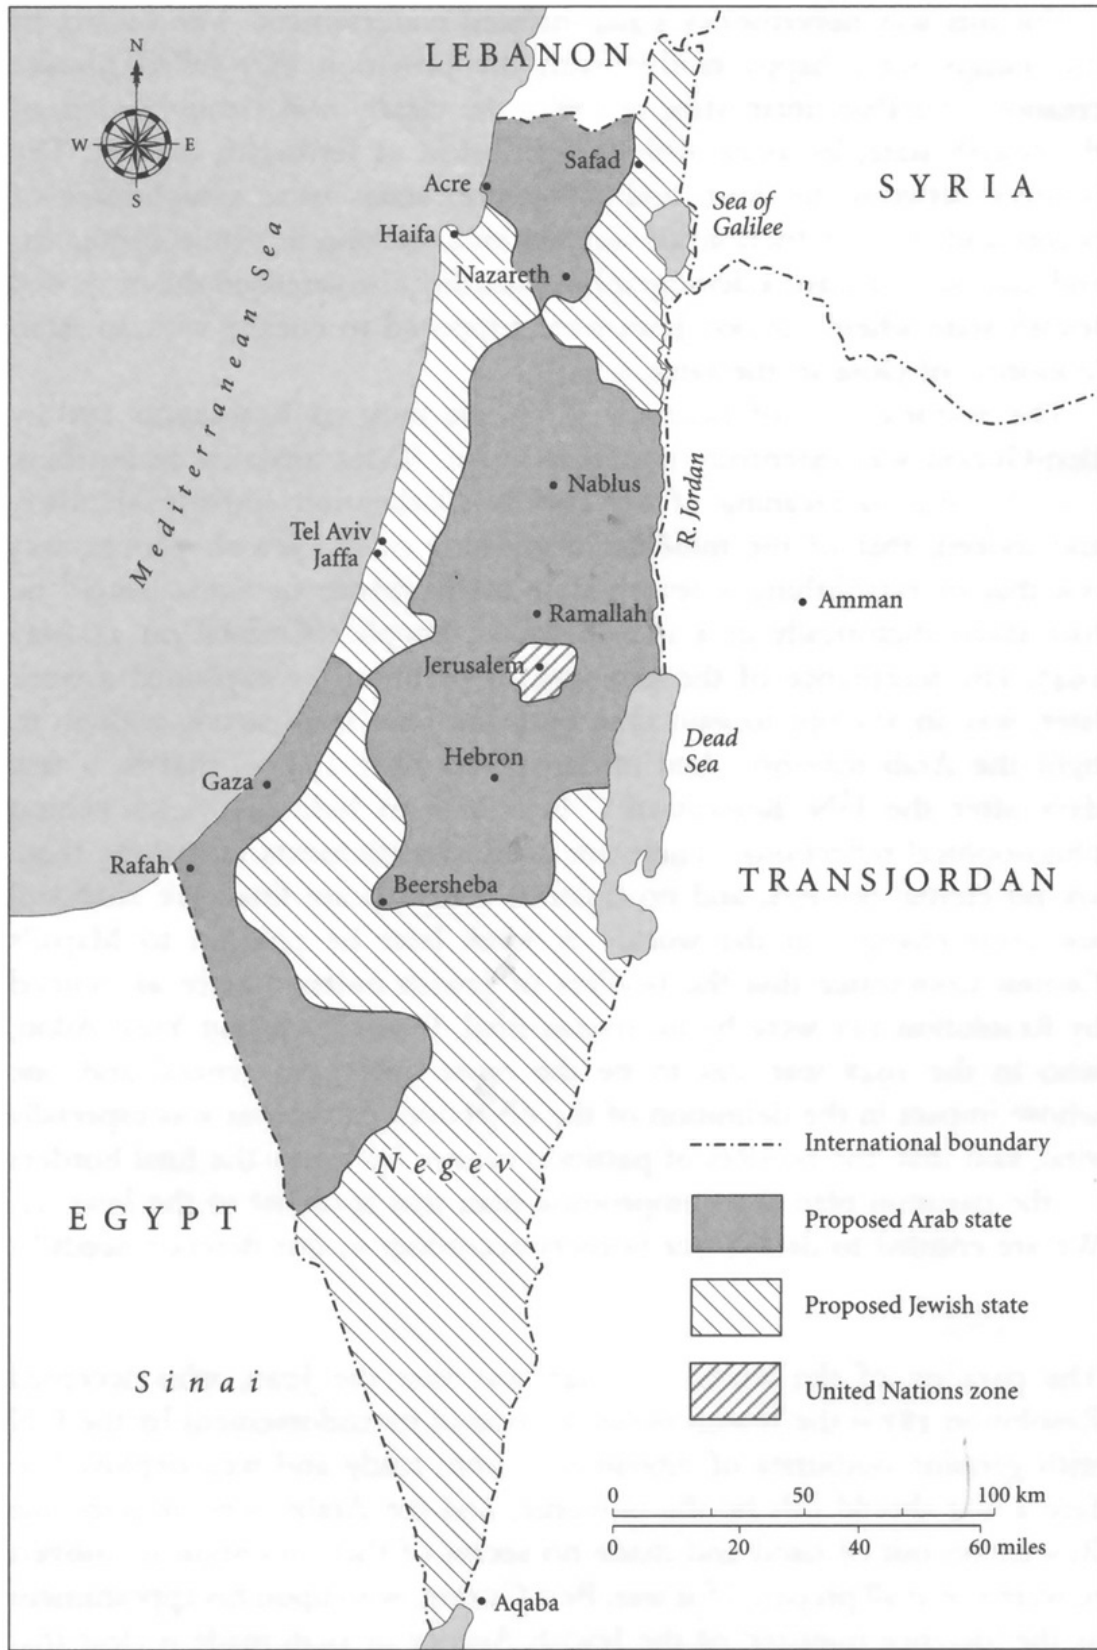 LEBANON
N
W
E
S
Safad
SYRIA
Acre
Sea of
Galilee
Haifa
Nazareth
Mediterranean Sea
Nablus
R. Jordan
Tel Aviv
Jaffa
Amman
Ramallah
Jerusalem
Dead
Sea
Hebron
Gaza
Rafah
TRANSJORDAN
Beersheba
International boundary
Negev
EGYPT
Proposed Arab state
Proposed Jewish state
Sinai
United Nations zone
0 50 100 km
0 20 40 60 miles
Aqaba